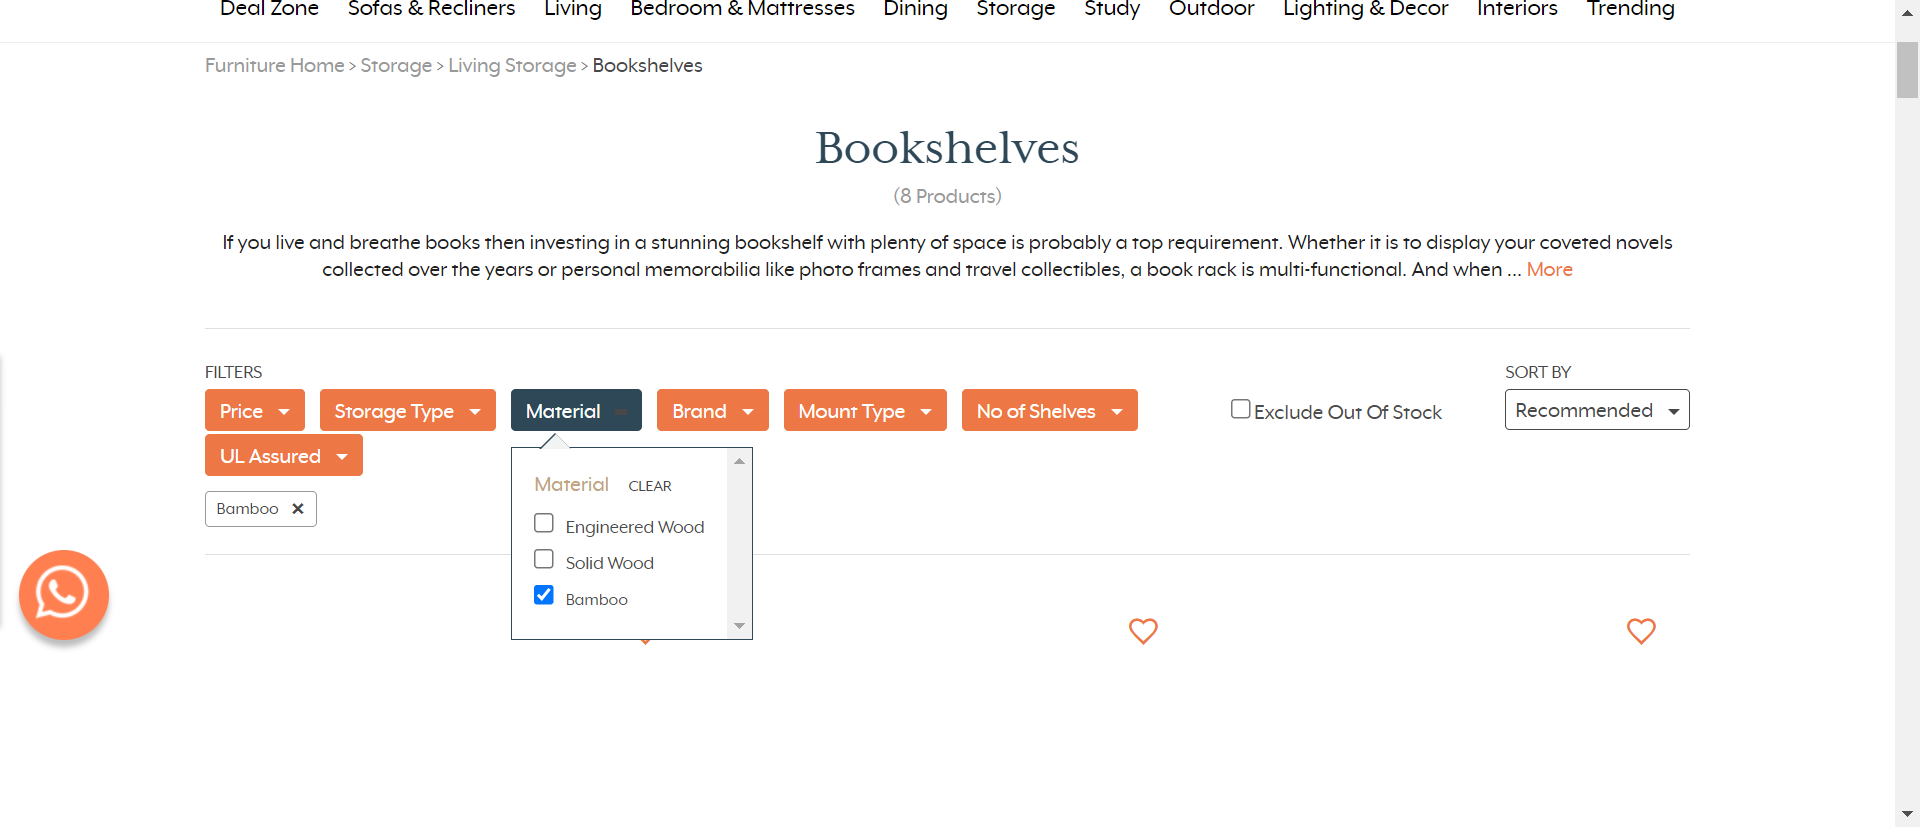 Deal Zone Sofas & Recliners Living Bedroom & Mattresses Dining Storage Study Outdoor Lighting & Decor Interiors Trending
Furniture Home > Storage > Living Storage > Bookshelves
Bookshelves
(8 Products)
If you live and breathe books then investing in a stunning bookshelf with plenty of space is probably a top requirement. Whether it is to display your coveted novels
collected over the years or personal memorabilia like photo frames and travel collectibles, a book rack is multi-functional. And when ... More
FILTERS SORT BY
Price Storage Type Material Brand Mount Type No of Shelves Exclude Out Of Stock Recommended
UL Assured
Material CLEAR
Bamboo ×
Engineered Wood
Solid Wood
Bamboo